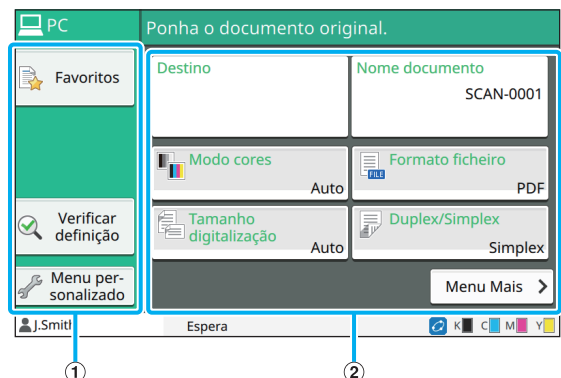 PC
Ponha o documento original.
Favoritos
Verificar
definição
Menu per-
sonalizado
Destino
Nome documento
SCAN-0001
Modo cores
Auto
Formato ficheiro
FILE
PDF
Tamanho
digitalização
Auto
Duplex/Simplex
Simplex
Menu Mais
J.Smith
Espera
K C M Y
1
2